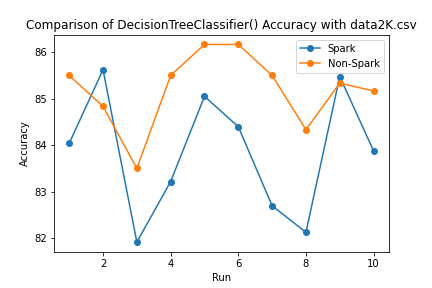 Comparison of DecisionTreeClassifier() Accuracy with data2K.csv
Spark
Non-Spark
Accuracy
86
85
84
83
82
2 4 6 8 10
Run